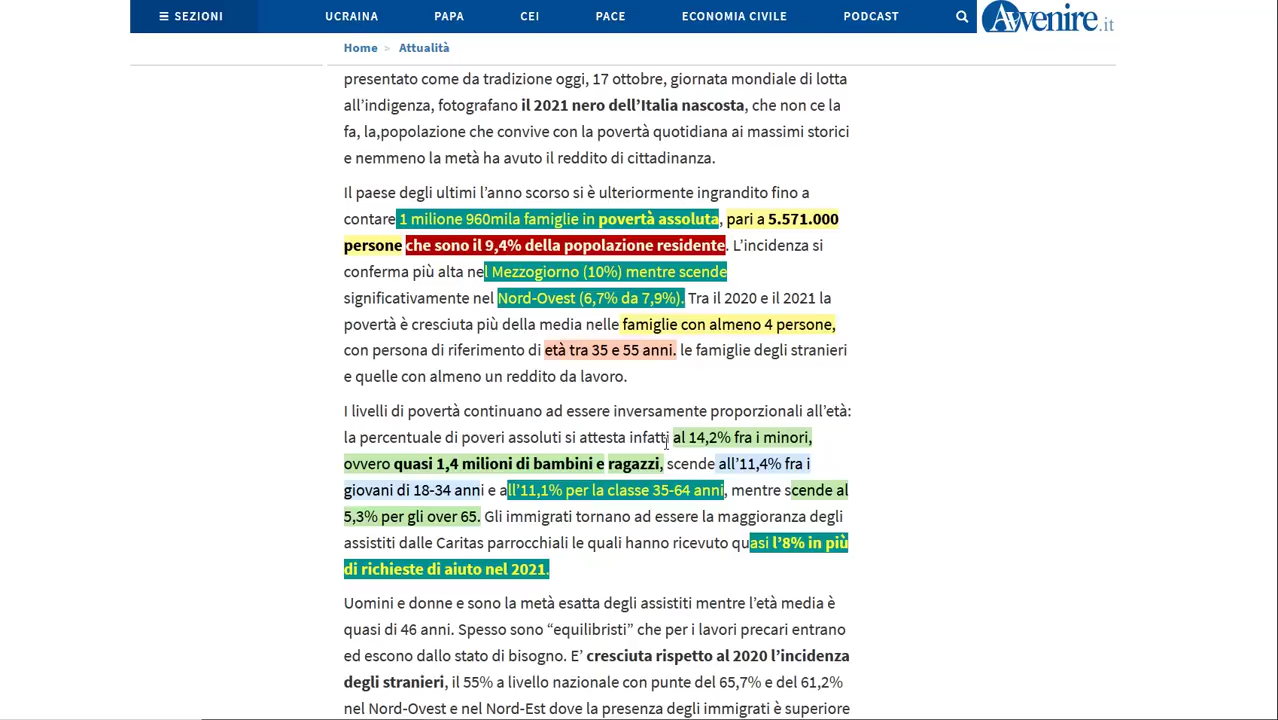 ☰ SEZIONI UCRAINA PAPA CEI PACE ECONOMIA CIVILE PODCAST Avvenire.it
Home > Attualità
presentato come da tradizione oggi, 17 ottobre, giornata mondiale di lotta
all’indigenza, fotografano il 2021 nero dell’Italia nascosta, che non ce la
fa, la,popolazione che convive con la povertà quotidiana ai massimi storici
e nemmeno la metà ha avuto il reddito di cittadinanza.
Il paese degli ultimi l’anno scorso si è ulteriormente ingrandito fino a
contare 1 milione 960mila famiglie in povertà assoluta, pari a 5.571.000
persone che sono il 9,4% della popolazione residente. L’incidenza si
conferma più alta nel Mezzogiorno (10%) mentre scende
significativamente nel Nord-Ovest (6,7% da 7,9%). Tra il 2020 e il 2021 la
povertà è cresciuta più della media nelle famiglie con almeno 4 persone,
con persona di riferimento di età tra 35 e 55 anni. le famiglie degli stranieri
e quelle con almeno un reddito da lavoro.
I livelli di povertà continuano ad essere inversamente proporzionali all’età:
la percentuale di poveri assoluti si attesta infatti al 14,2% fra i minori,
ovvero quasi 1,4 milioni di bambini e ragazzi, scende all’11,4% fra i
giovani di 18-34 anni e all’11,1% per la classe 35-64 anni, mentre scende al
5,3% per gli over 65. Gli immigrati tornano ad essere la maggioranza degli
assistiti dalle Caritas parrocchiali le quali hanno ricevuto quasi l’8% in più
di richieste di aiuto nel 2021.
Uomini e donne e sono la metà esatta degli assistiti mentre l’età media è
quasi di 46 anni. Spesso sono “equilibristi” che per i lavori precari entrano
ed escono dallo stato di bisogno. E’ cresciuta rispetto al 2020 l’incidenza
degli stranieri, il 55% a livello nazionale con punte del 65,7% e del 61,2%
nel Nord-Ovest e nel Nord-Est dove la presenza degli immigrati è superiore